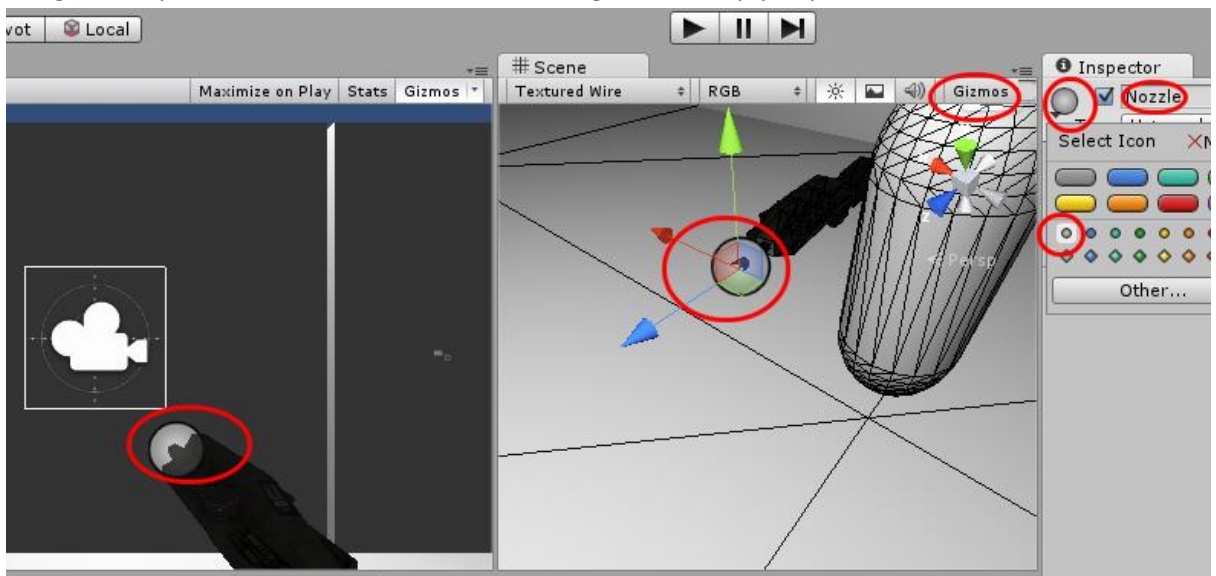 vot Local
# Scene
Inspector
Maximize on Play Stats Gizmos
Textured Wire RGB Gizmos
Nozzle
Select Icon
z
< Persp
Other...